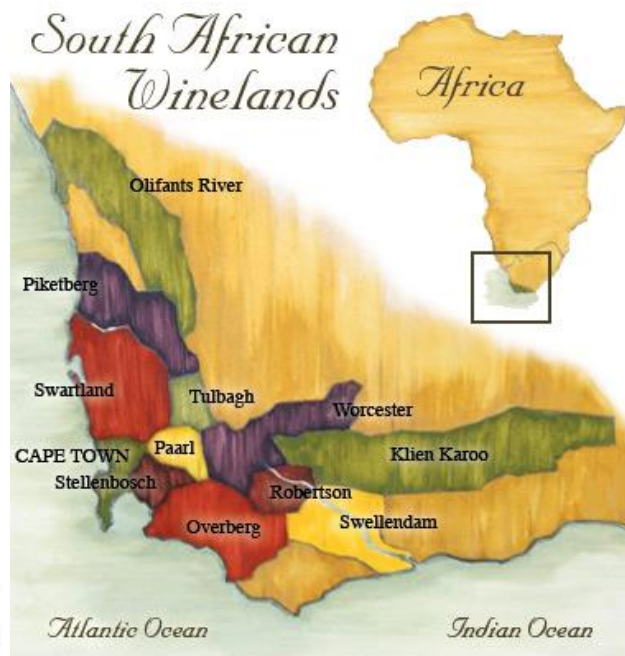 South African
Winelands
Africa
Olifants River
Piketberg
Swartland
Tulbagh
Worcester
CAPE TOWN
Paarl
Klien Karoo
Stellenbosch
Robertson
Overberg
Swellendam
Atlantic Ocean
Indian Ocean